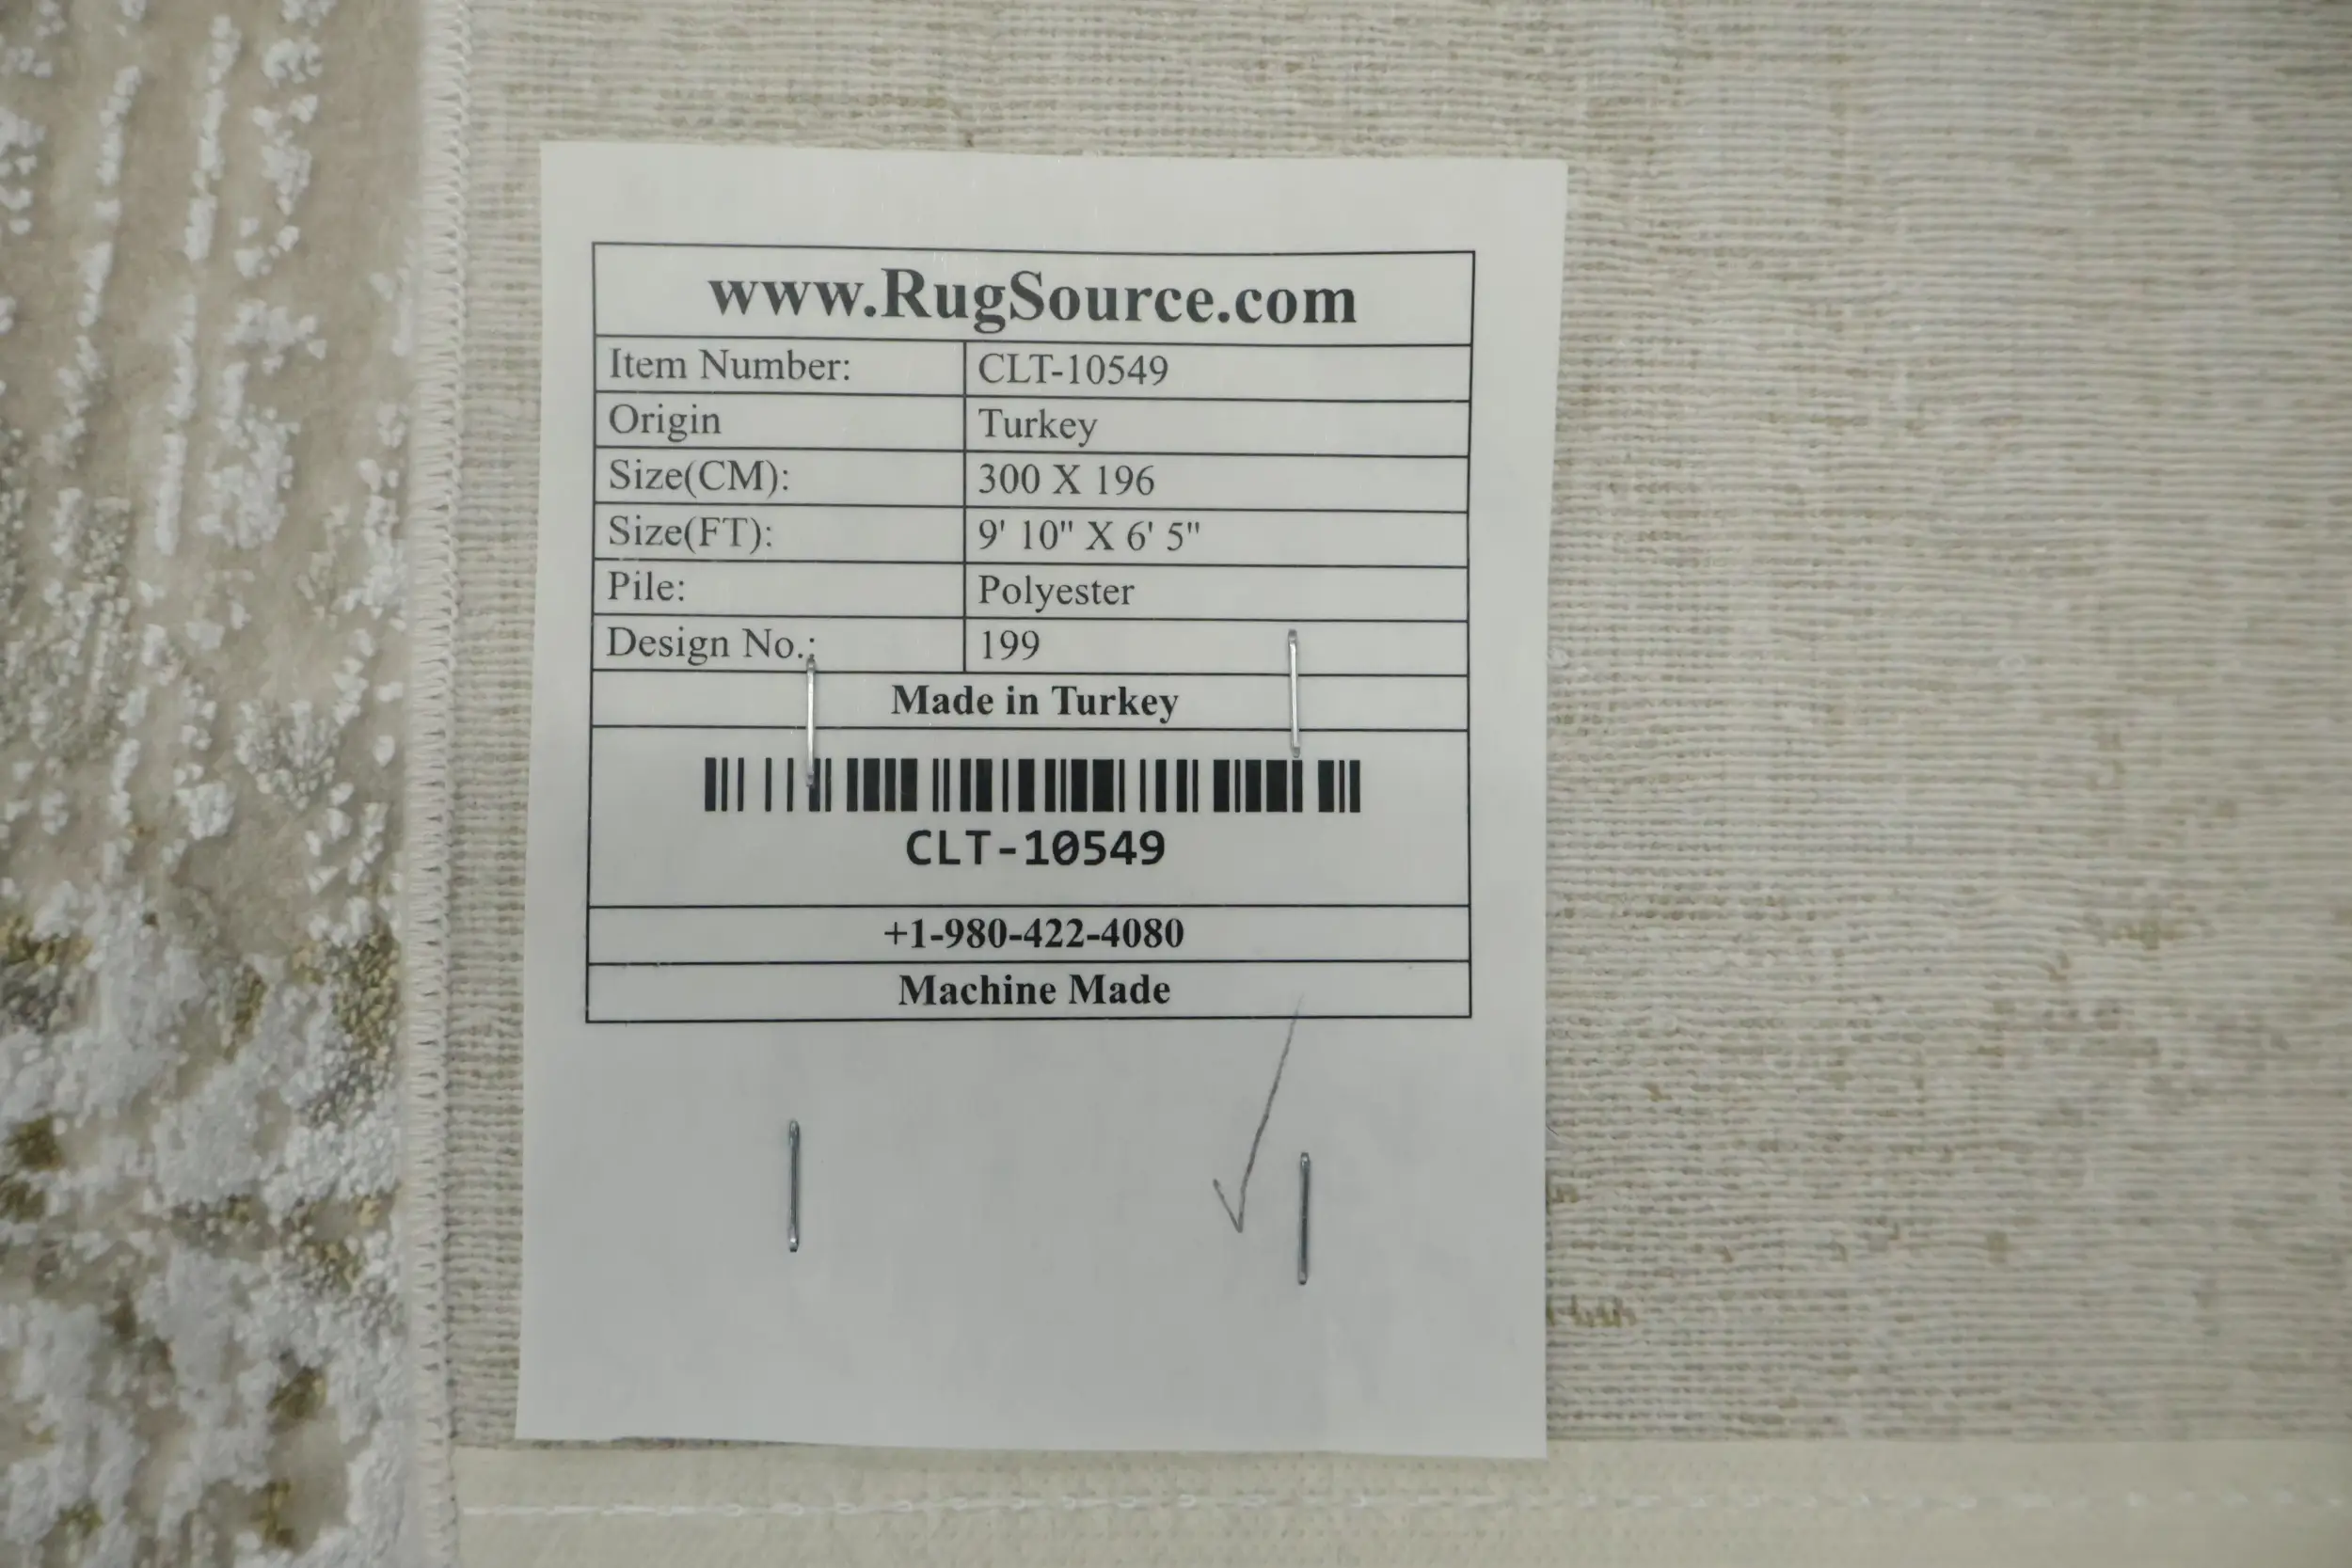 www.RugSource.com
Item Number: CLT-10549
Origin Turkey
Size(CM): 300 X 196
Size(FT): 9' 10" X 6' 5"
Pile: Polyester
Design No.: 199
Made in Turkey
CLT-10549
+1-980-422-4080
Machine Made